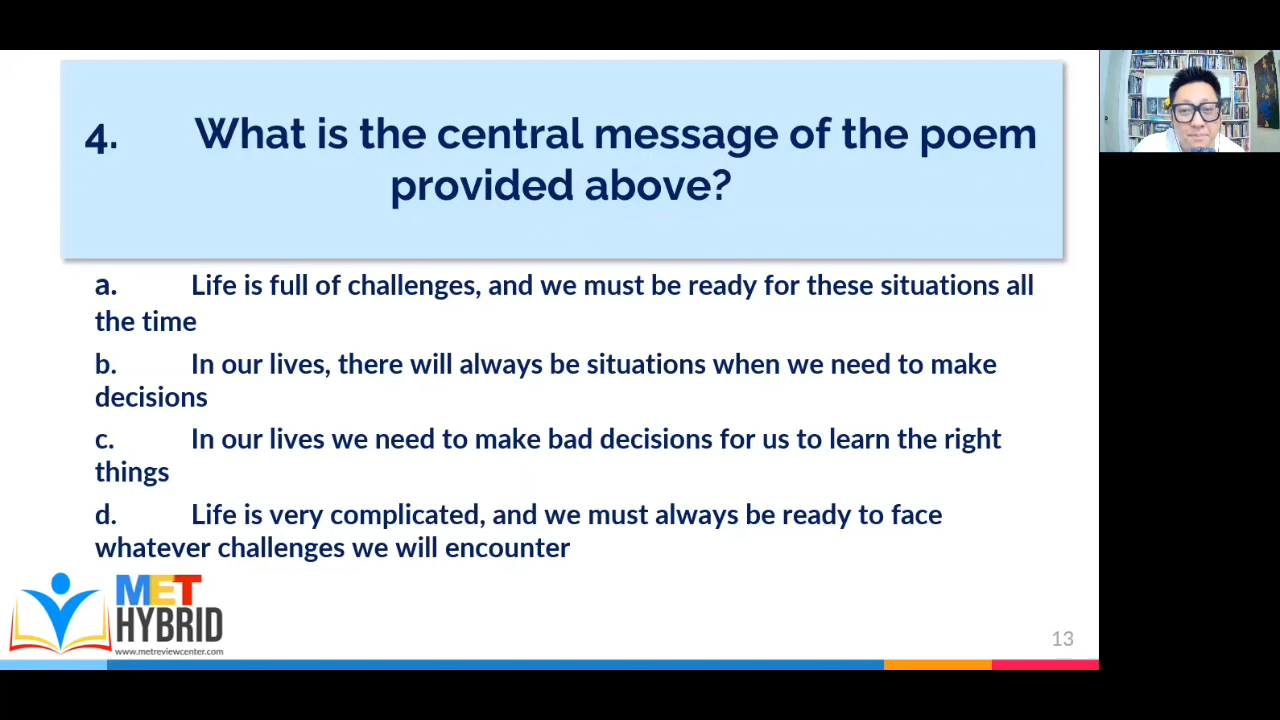 4. What is the central message of the poem
provided above?
a. Life is full of challenges, and we must be ready for these situations all
the time
b. In our lives, there will always be situations when we need to make
decisions
c. In our lives we need to make bad decisions for us to learn the right
things
d. Life is very complicated, and we must always be ready to face
whatever challenges we will encounter
MET
HYBRID
www.metreviewcenter.com
13